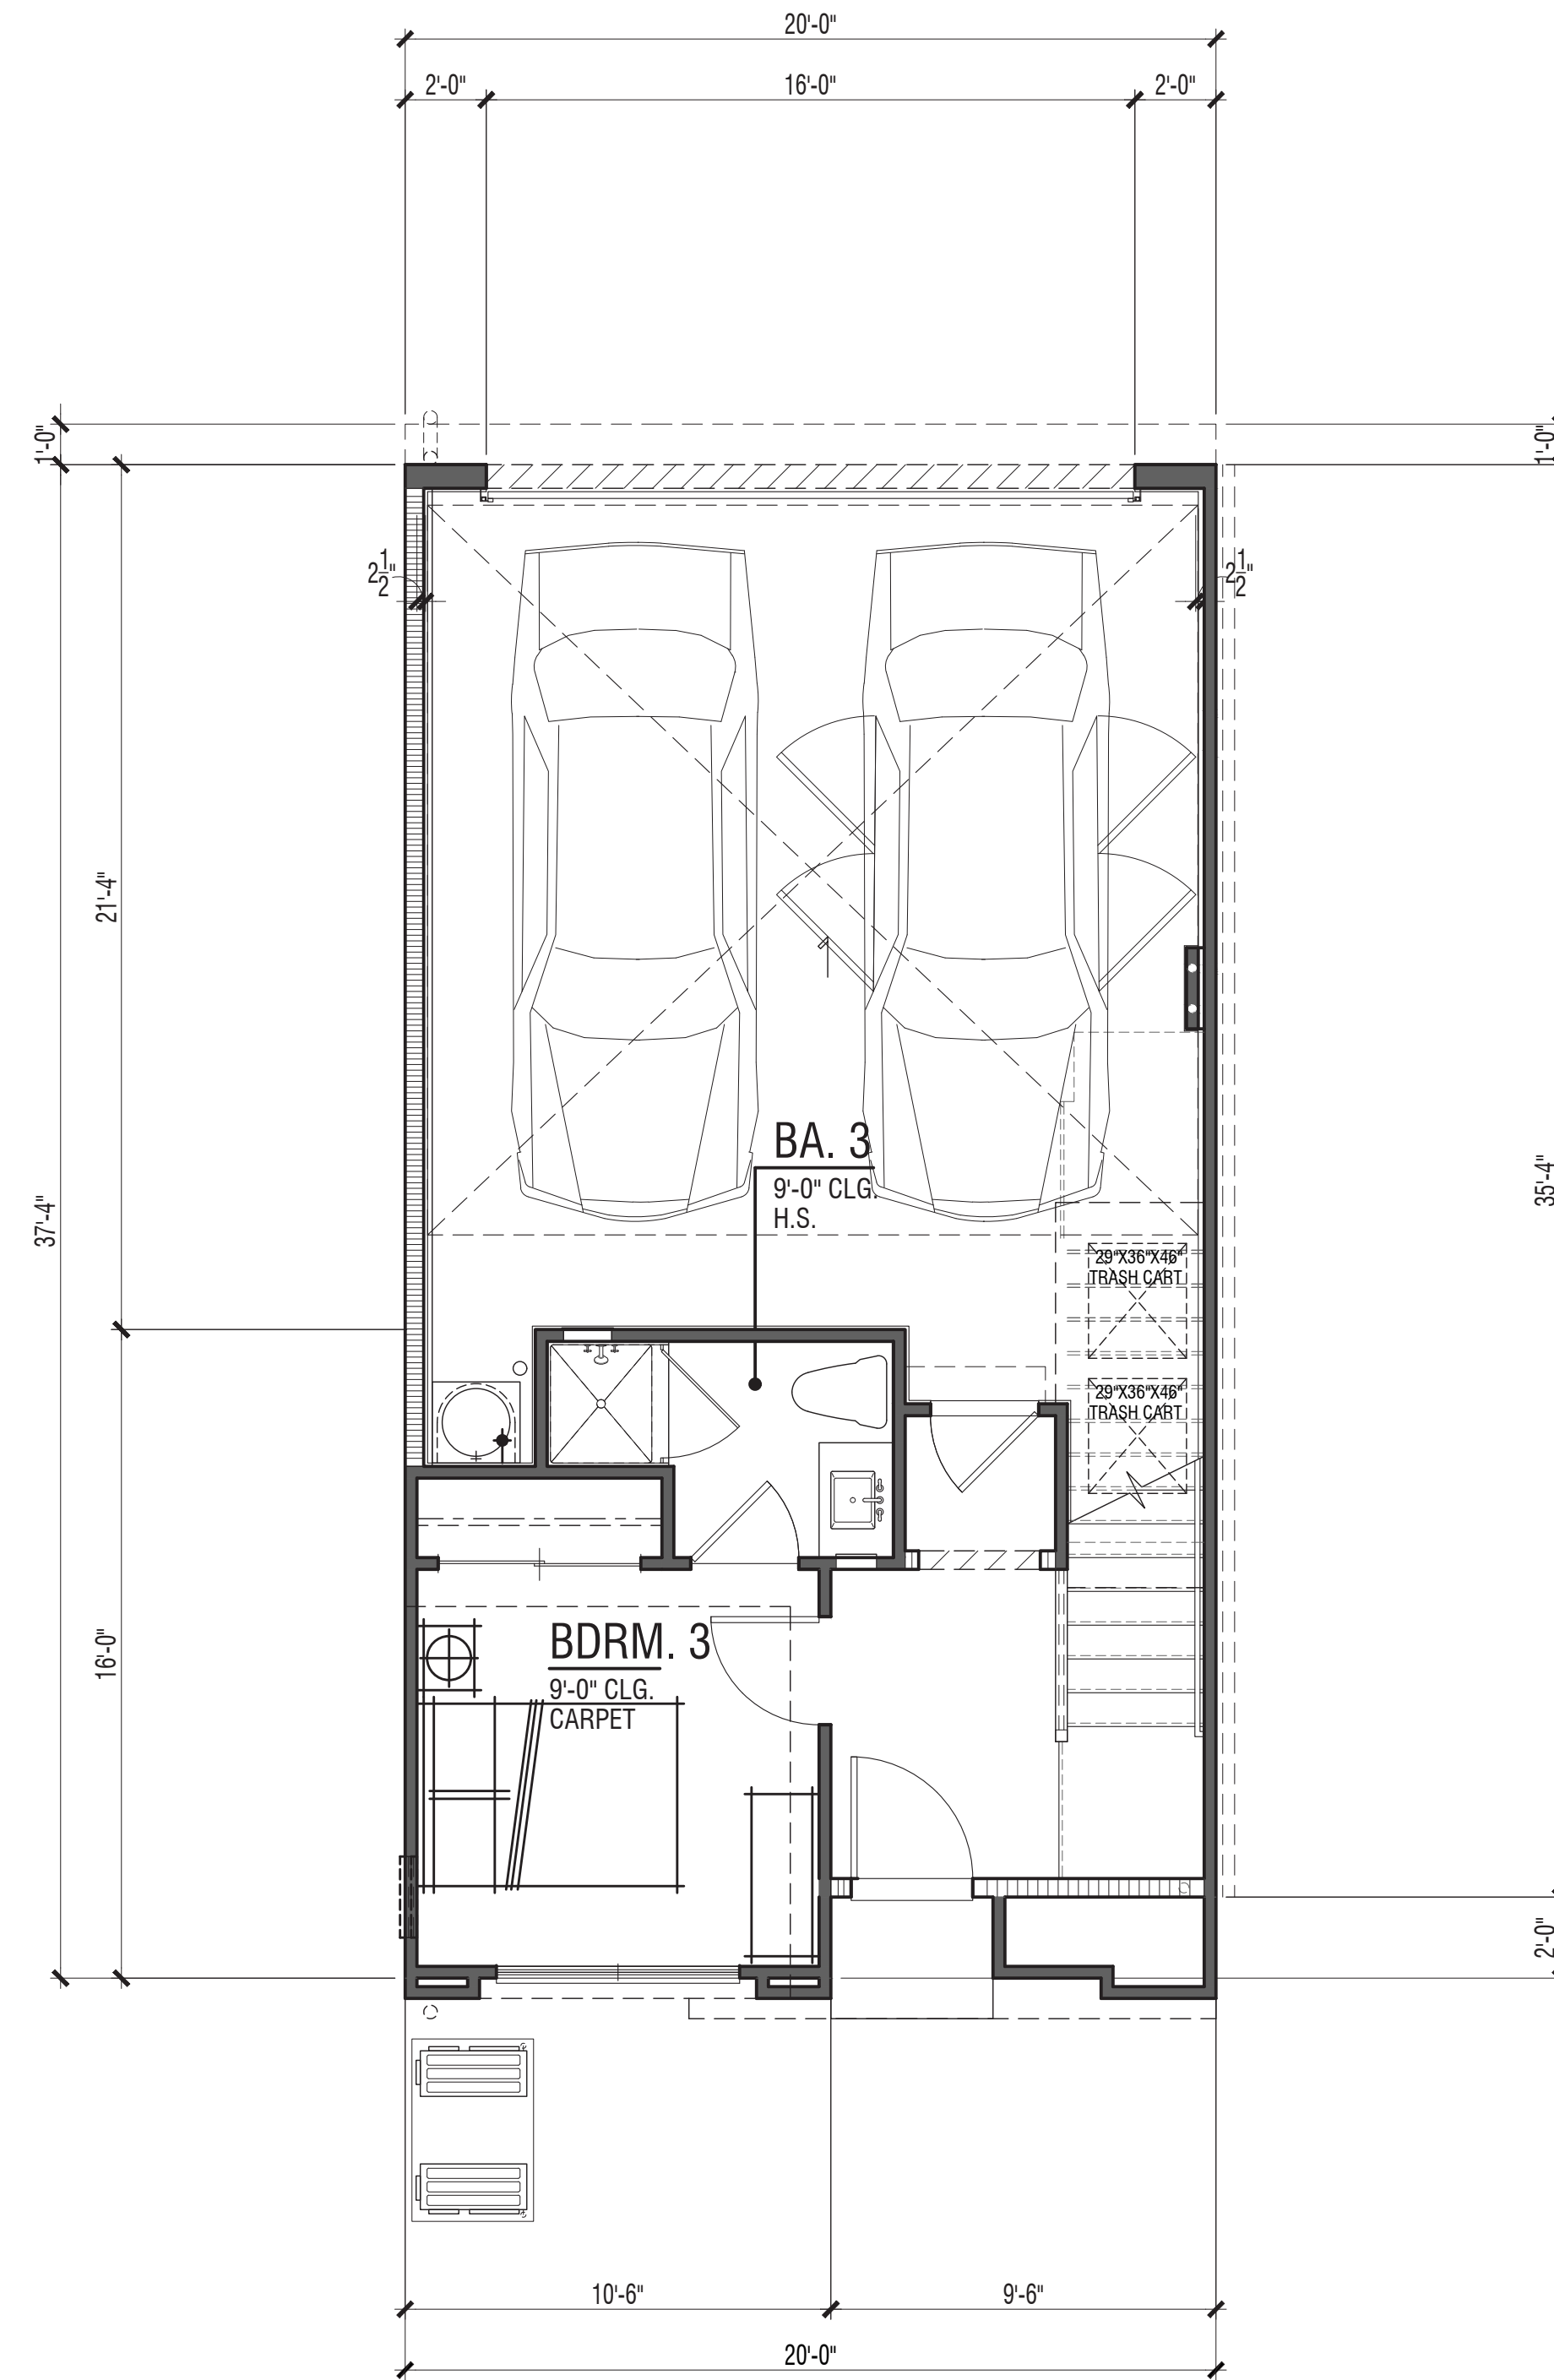 20'-0"
2'-0"
16'-0"
2'-0"
1'-0"
1'-0"
2 1/2"
2 1/2"
21'-4"
BA. 3
9'-0" CLG.
H.S.
37'-4"
35'-4"
29"X36"X46"
TRASH CART
29"X36"X46"
TRASH CART
16'-0"
BDRM. 3
9'-0" CLG.
CARPET
2'-0"
10'-6"
9'-6"
20'-0"